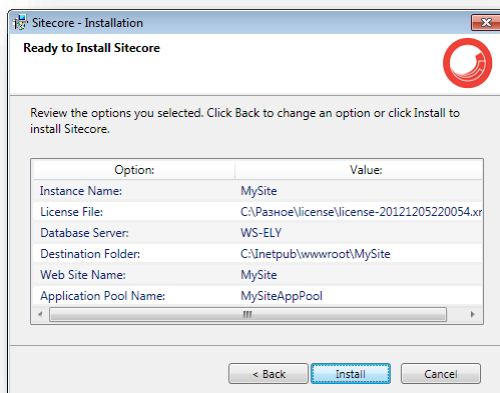 Sitecore - Installation
Ready to Install Sitecore
Review the options you selected. Click Back to change an option or click Install to
install Sitecore.
Option: Value:
Instance Name: MySite
License File: C:\Разное\license\license-20121205220054.xr
Database Server: WS-ELY
Destination Folder: C:\Inetpub\wwwroot\MySite
Web Site Name: MySite
Application Pool Name: MySiteAppPool
< Back Install Cancel